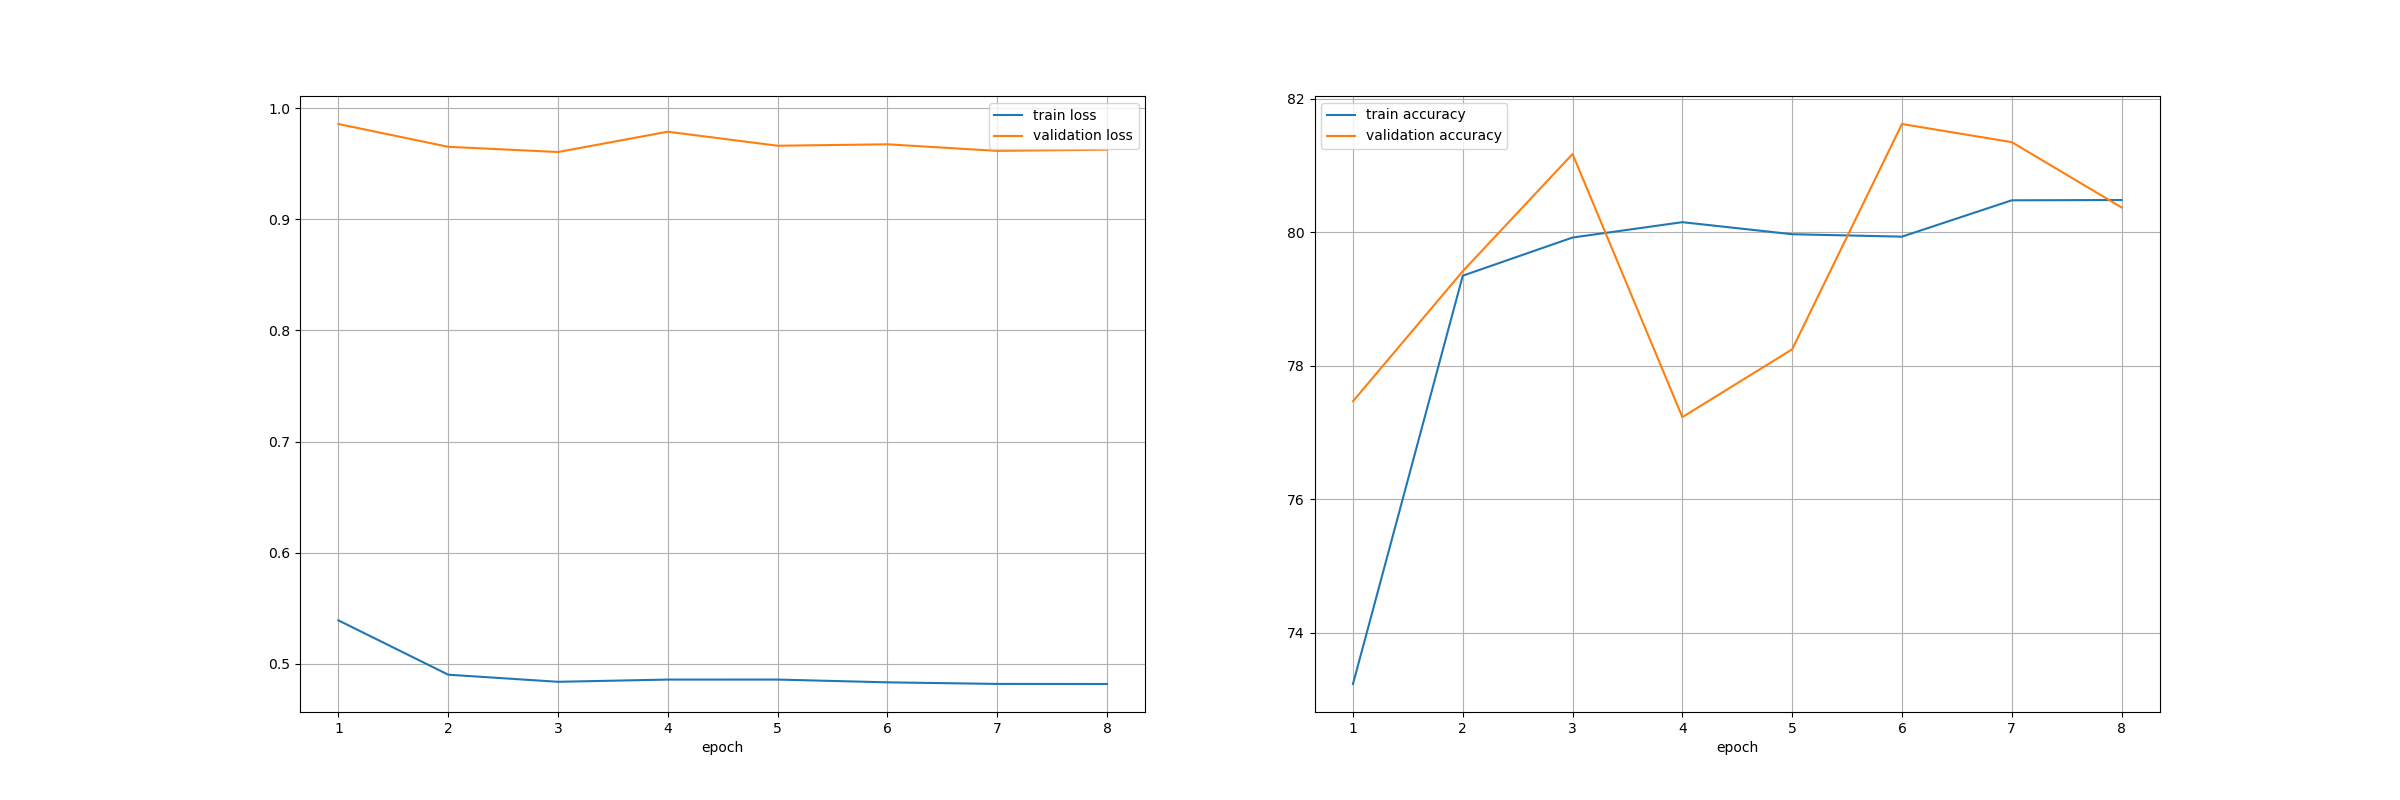 1.0
0.9
0.8
0.7
0.6
0.5
train loss
validation loss
1 2 3 4 5 6 7 8
epoch
82
80
78
76
74
train accuracy
validation accuracy
1 2 3 4 5 6 7 8
epoch